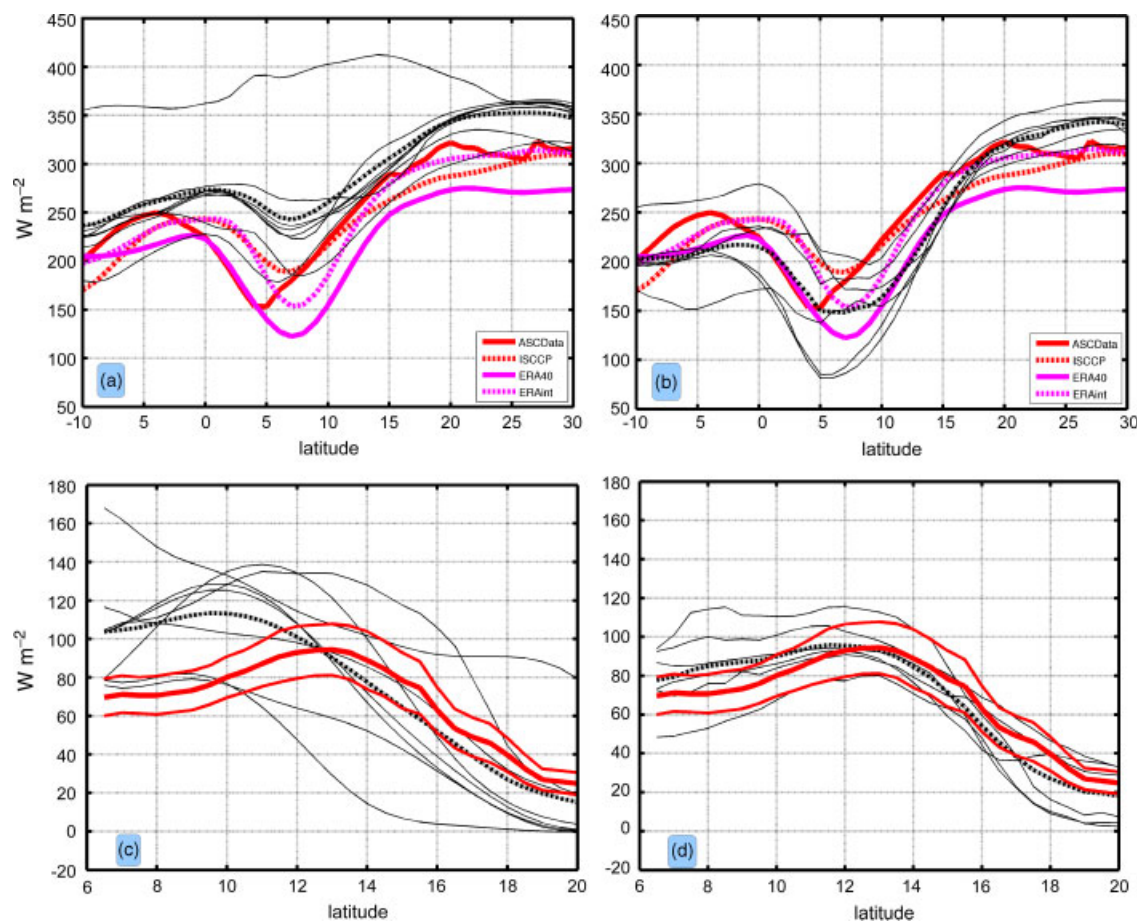 450
400
350
300
250
200
150
100
50
W m−2
-10 -5 0 5 10 15 20 25 30
latitude
(a)
ASCData
ISCCP
ERA40
ERAint
450
400
350
300
250
200
150
100
50
-10 -5 0 5 10 15 20 25 30
latitude
(b)
ASCData
ISCCP
ERA40
ERAint
180
160
140
120
100
80
60
40
20
0
-20
W m−2
6 8 10 12 14 16 18 20
latitude
(c)
180
160
140
120
100
80
60
40
20
0
-20
6 8 10 12 14 16 18 20
latitude
(d)